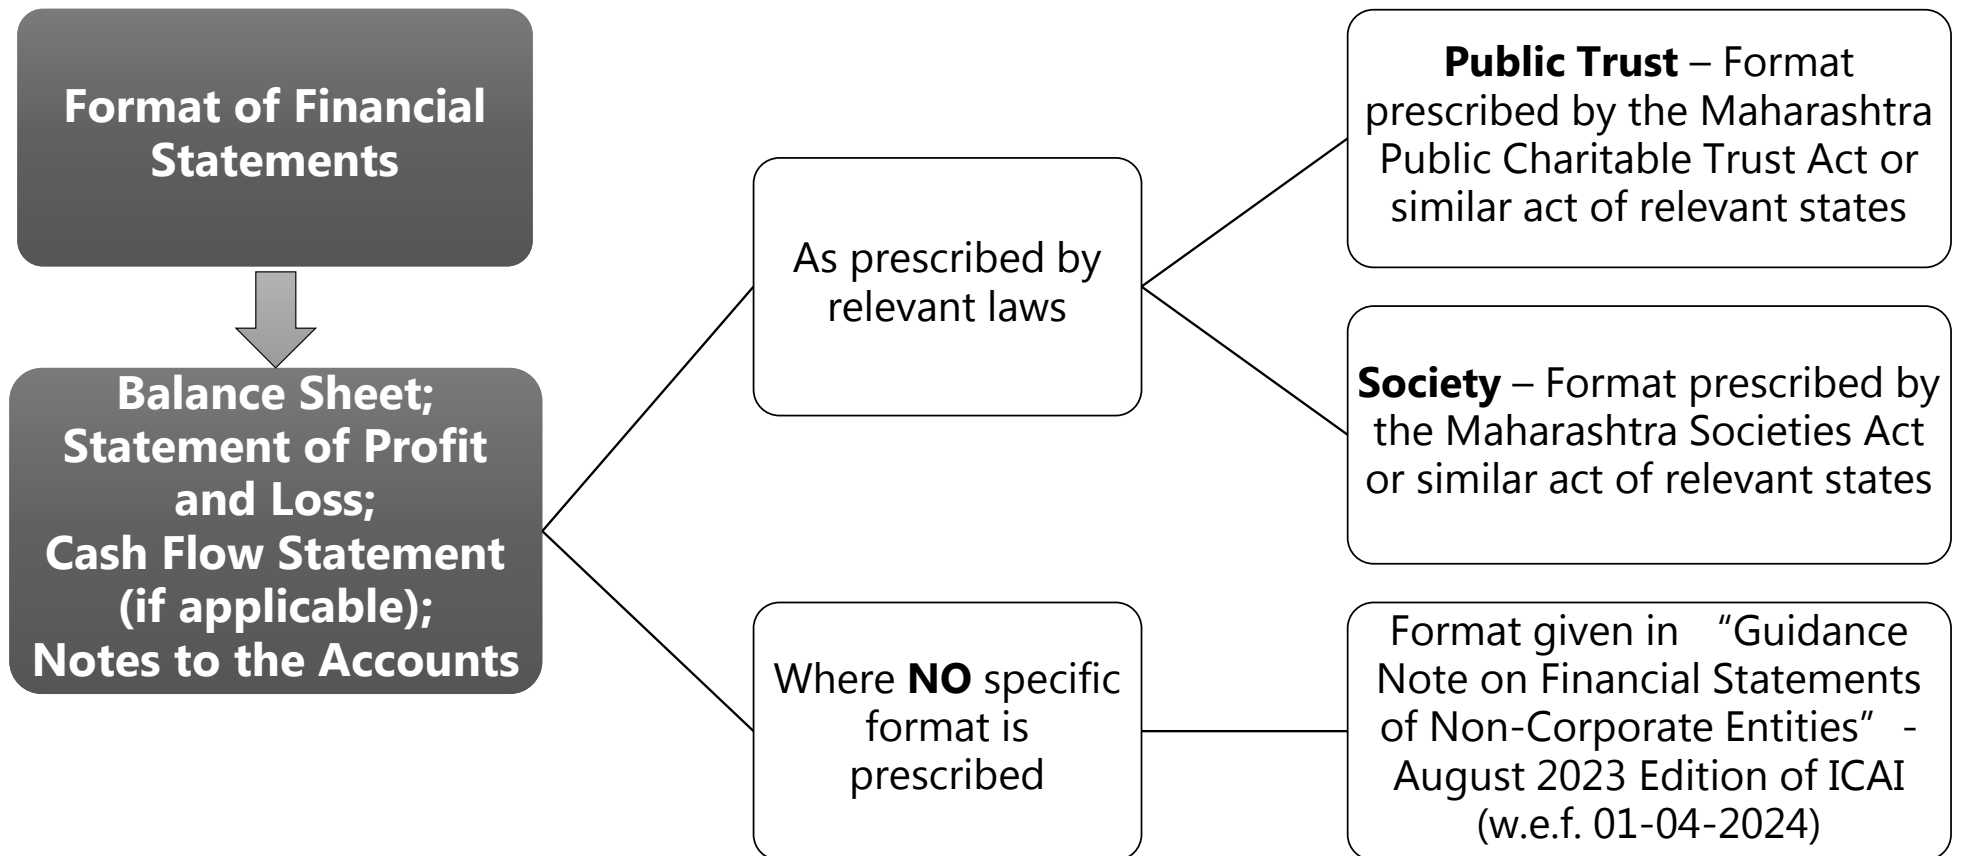 Format of Financial
Statements
Balance Sheet;
Statement of Profit
and Loss;
Cash Flow Statement
(if applicable);
Notes to the Accounts
As prescribed by
relevant laws
Where NO specific
format is
prescribed
Public Trust – Format
prescribed by the Maharashtra
Public Charitable Trust Act or
similar act of relevant states
Society – Format prescribed by
the Maharashtra Societies Act
or similar act of relevant states
Format given in “Guidance
Note on Financial Statements
of Non-Corporate Entities” -
August 2023 Edition of ICAI
(w.e.f. 01-04-2024)